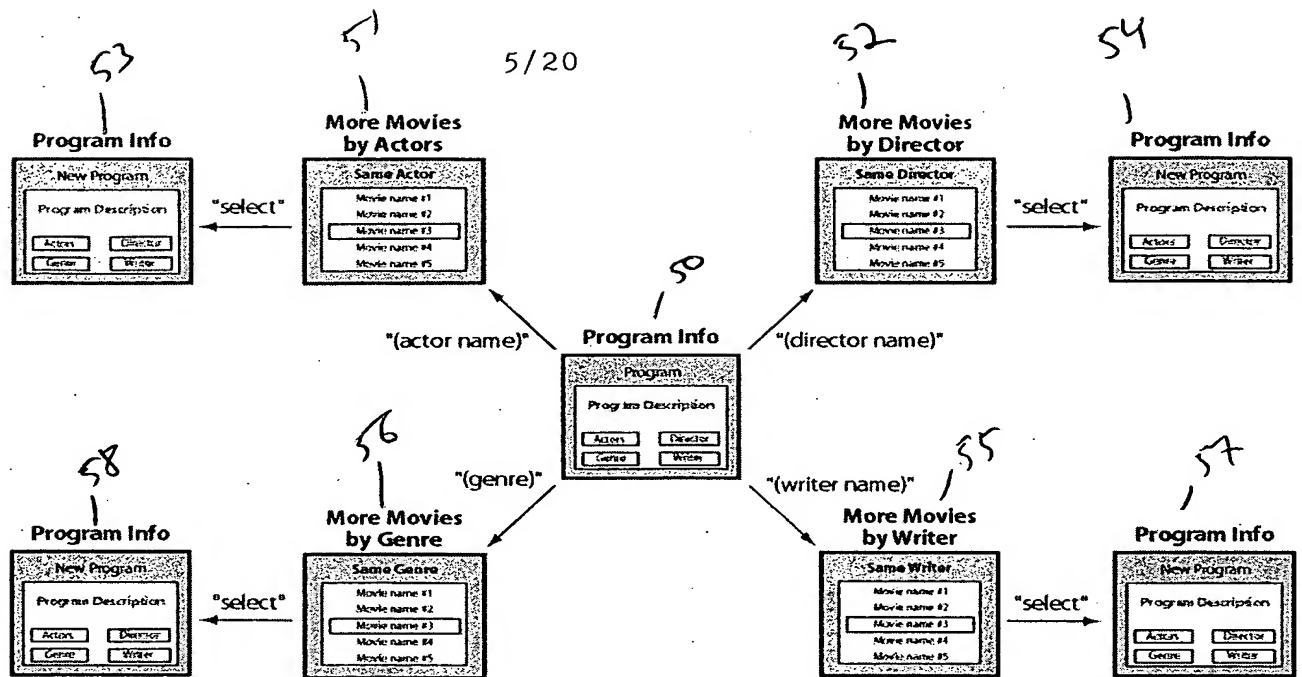 53
51
5/20
52
54
Program Info
New Program
Program Description
Actors Director
Genre Writer
"select"
More Movies
by Actors
Same Actor
Movie name #1
Movie name #2
Movie name #3
Movie name #4
Movie name #5
More Movies
by Director
Same Director
Movie name #1
Movie name #2
Movie name #3
Movie name #4
Movie name #5
"select"
Program Info
New Program
Program Description
Actors Director
Genre Writer
50
"(actor name)"
Program Info
"(director name)"
Program
Program Description
Actors Director
Genre Writer
"(genre)"
"(writer name)"
58
56
55
57
Program Info
New Program
Program Description
Actors Director
Genre Writer
"select"
More Movies
by Genre
Same Genre
Movie name #1
Movie name #2
Movie name #3
Movie name #4
Movie name #5
More Movies
by Writer
Same Writer
Movie name #1
Movie name #2
Movie name #3
Movie name #4
Movie name #5
"select"
Program Info
New Program
Program Description
Actors Director
Genre Writer